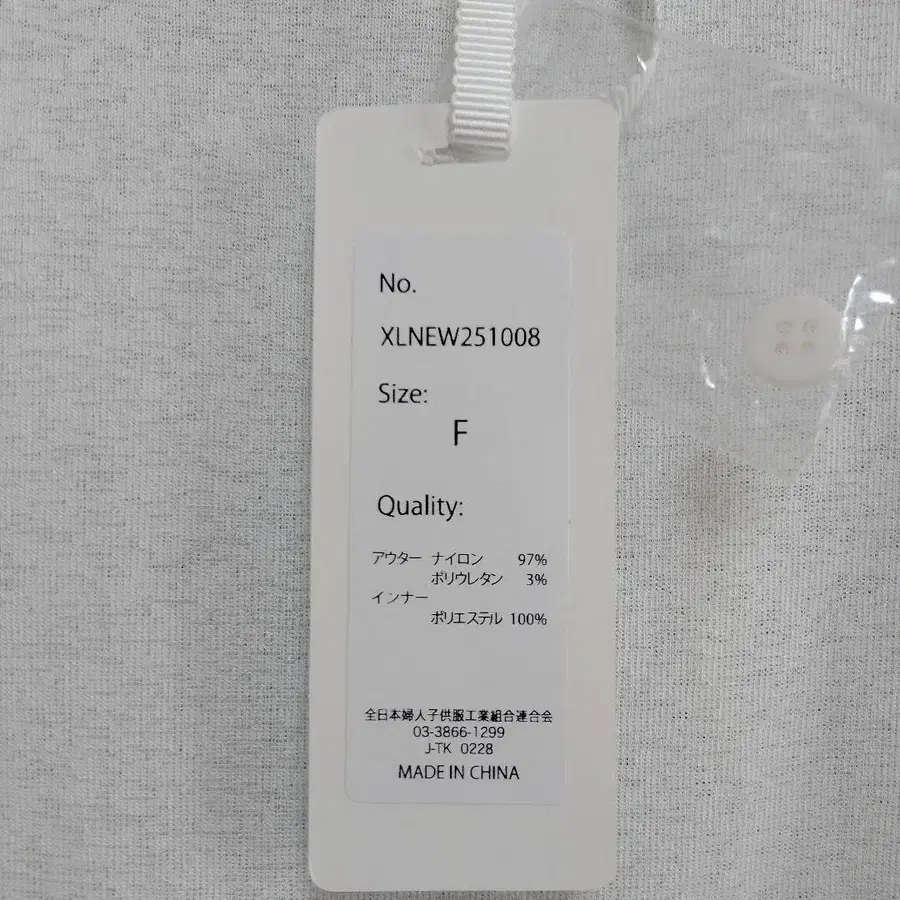 No.
XLNEW251008
Size:
F
Quality:
アウター ナイロン 97%
ポリウレタン 3%
インナー
ポリエステル 100%
全日本婦人子供服工業組合連合会
03-3866-1299
J-TK 0228
MADE IN CHINA